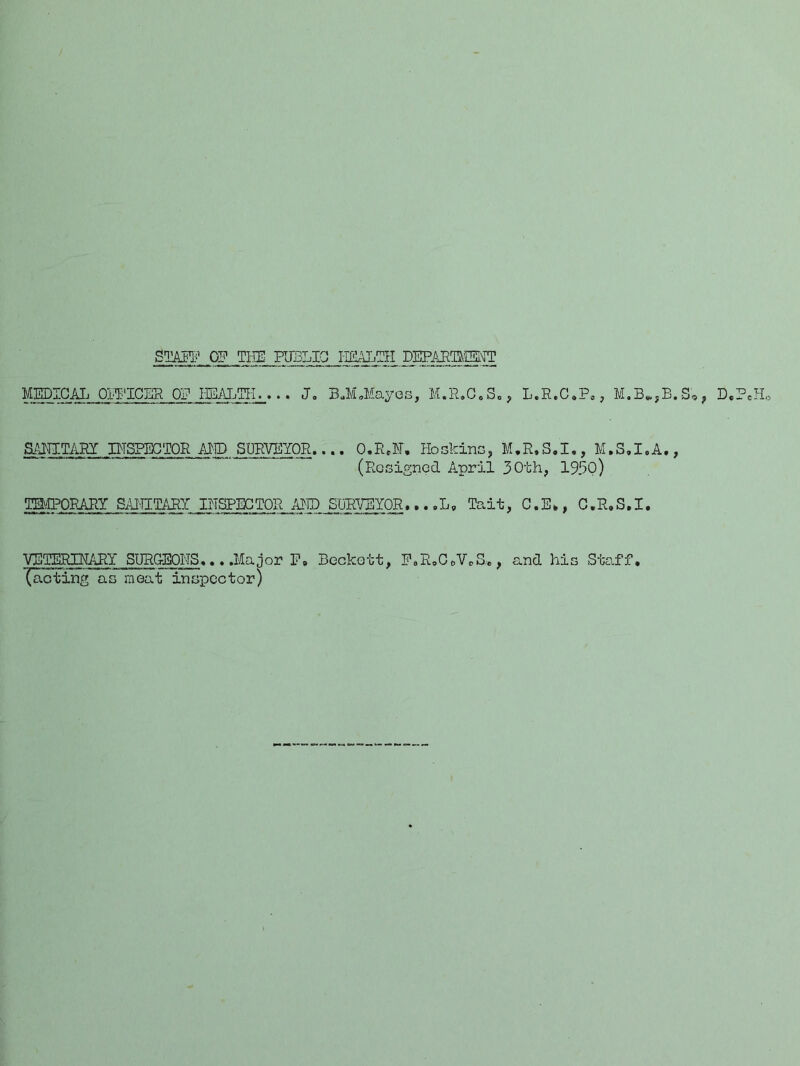 STAFF OF THE PUBLIC HEALTH DEPARTMENT
MEDICAL OFFICER OF HEALTH.... J. B.M.Mayes, M.R.C.S., L.R.C.P., M.B.,B.S., D.P.H.
SANITARY INSPECTOR AND SURVEYOR.... O.R.N. Hoskins, M.R.S.I., M.S.I.A.,
(Resigned April 30th, 1950)
TEMPORARY SANITARY INSPECTOR AND SURVEYOR....L. Tait, C.E., C.R.S.I.
VETERINARY SURGEONS....Major F. Beckett, F.R.C.V.S., and his Staff.
(acting as meat inspector)